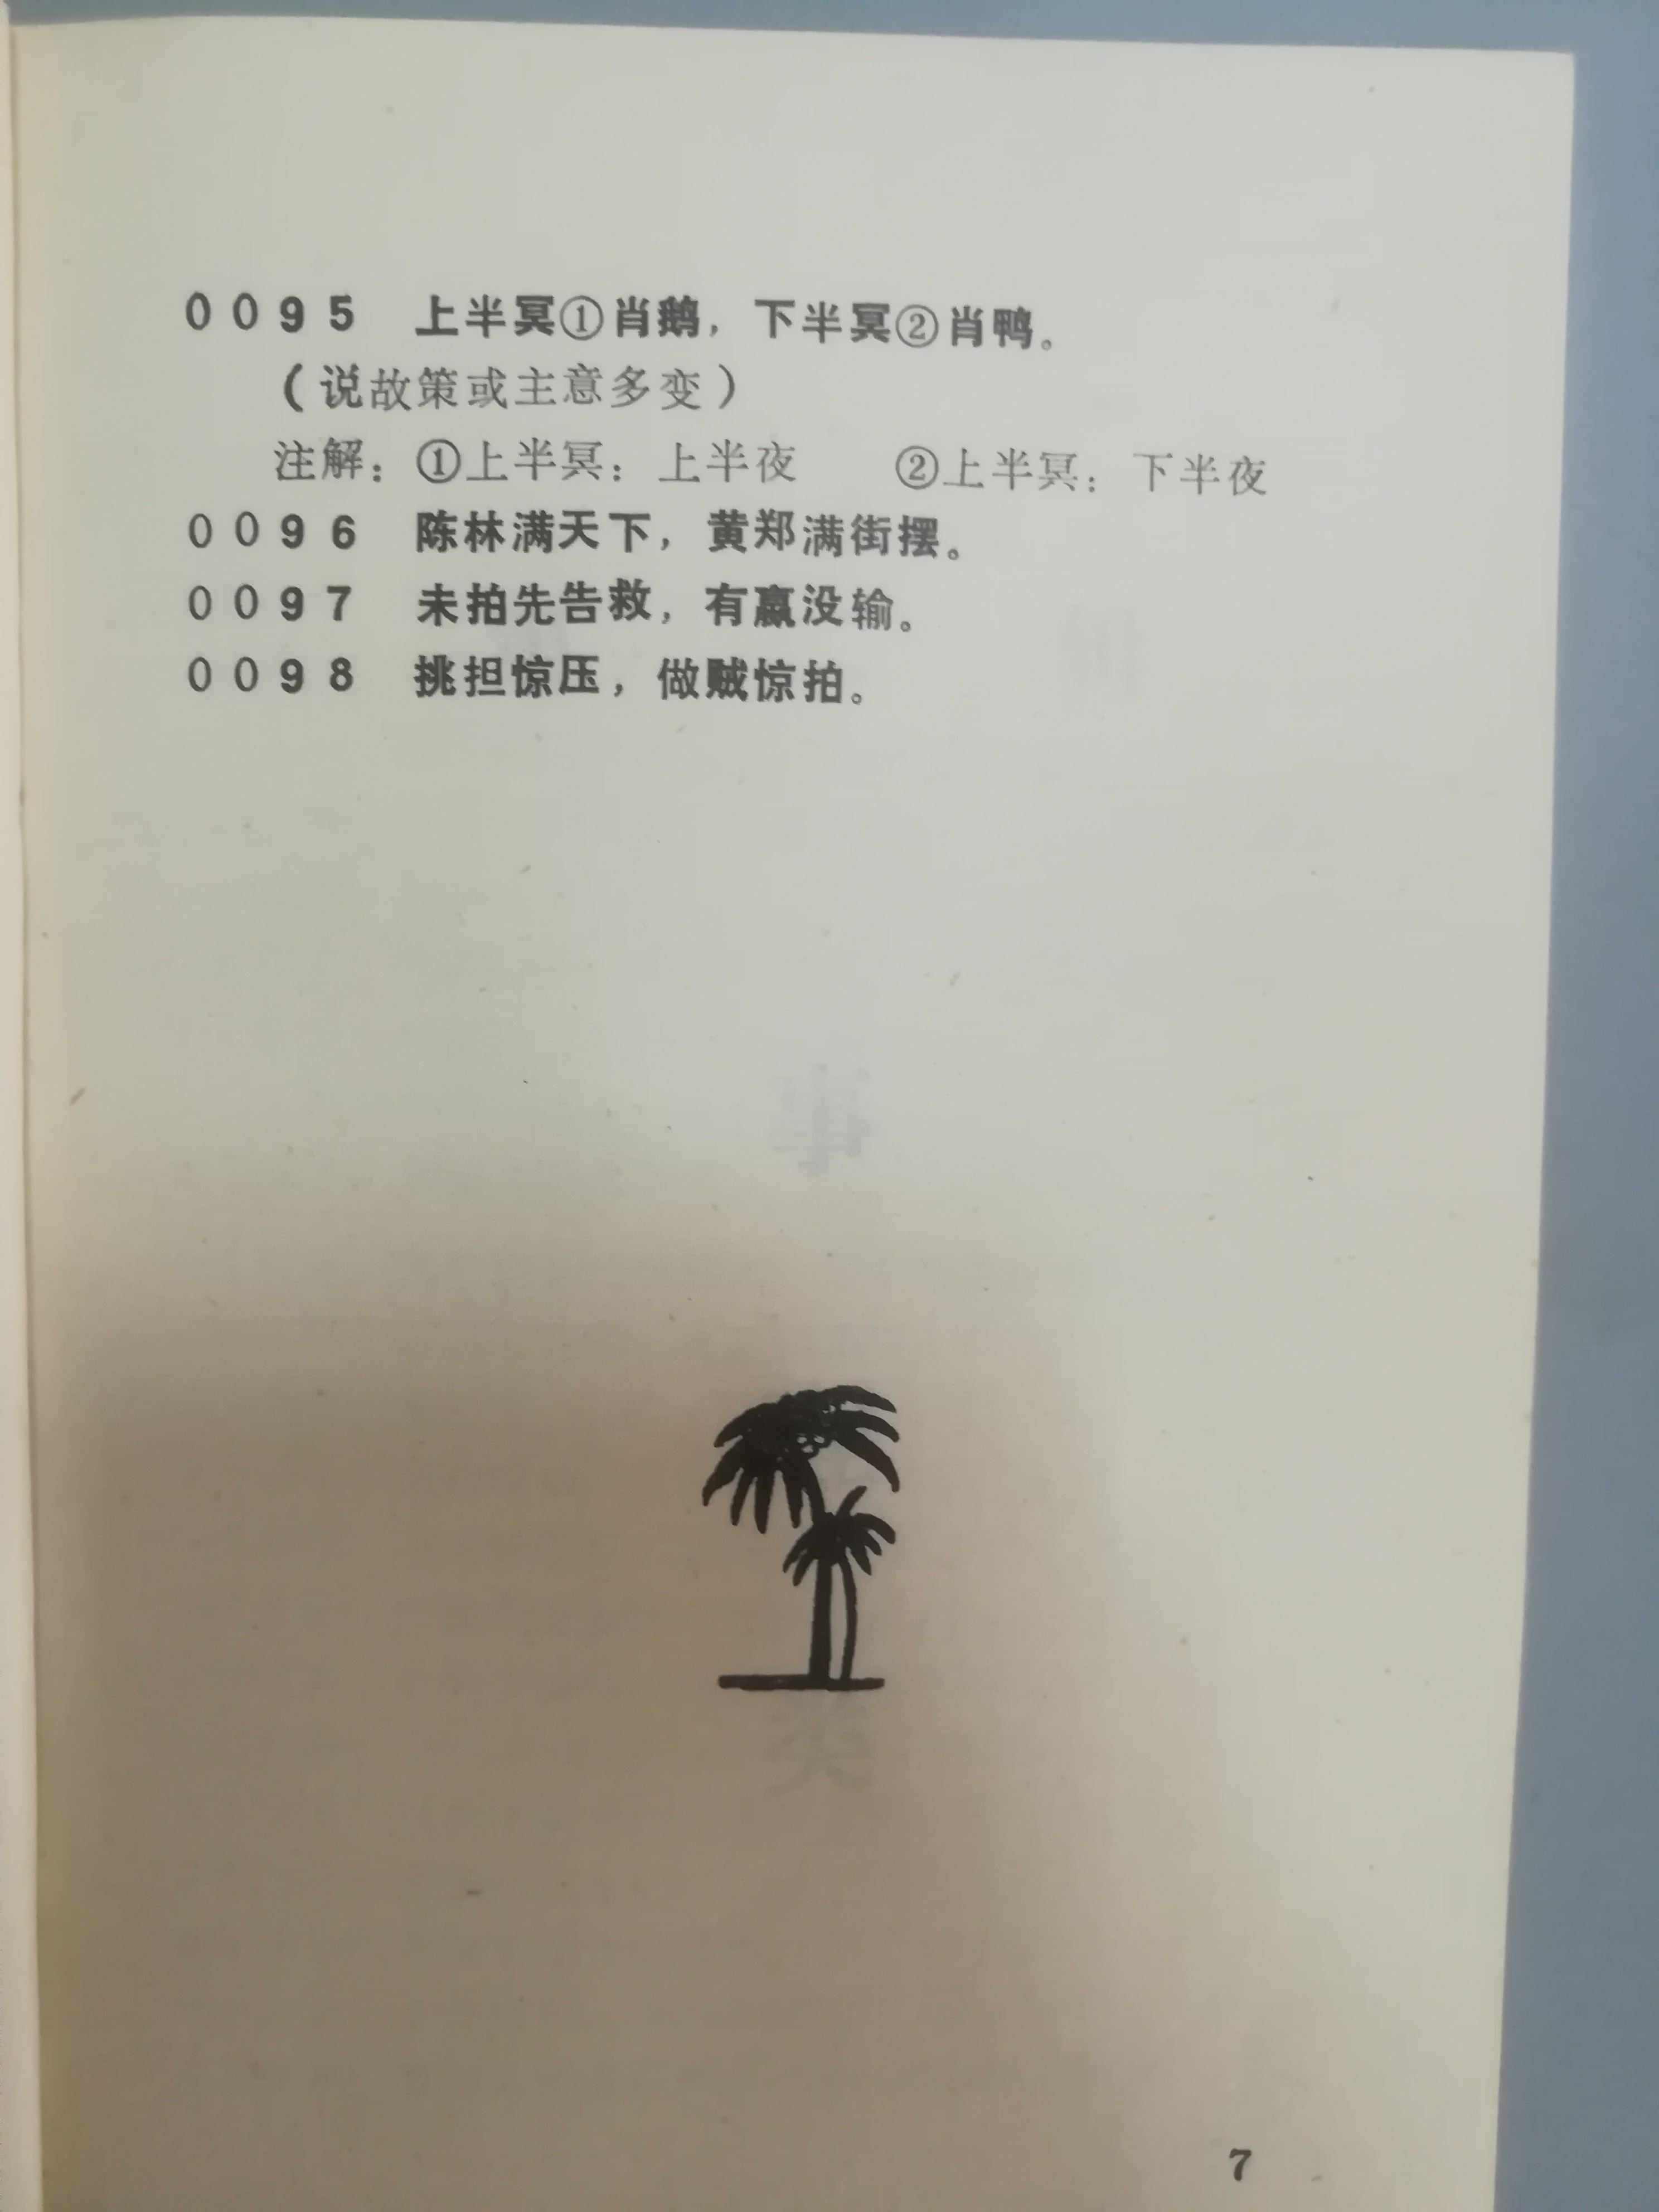 0095 上半冥①肖鹅，下半冥②肖鸭。
（说故策或主意多变）
注解：①上半冥：上半夜 ②上半冥：下半夜
0096 陈林满天下，黄郑满街摆。
0097 未拍先告救，有赢没输。
0098 挑担惊压，做贼惊拍。
7